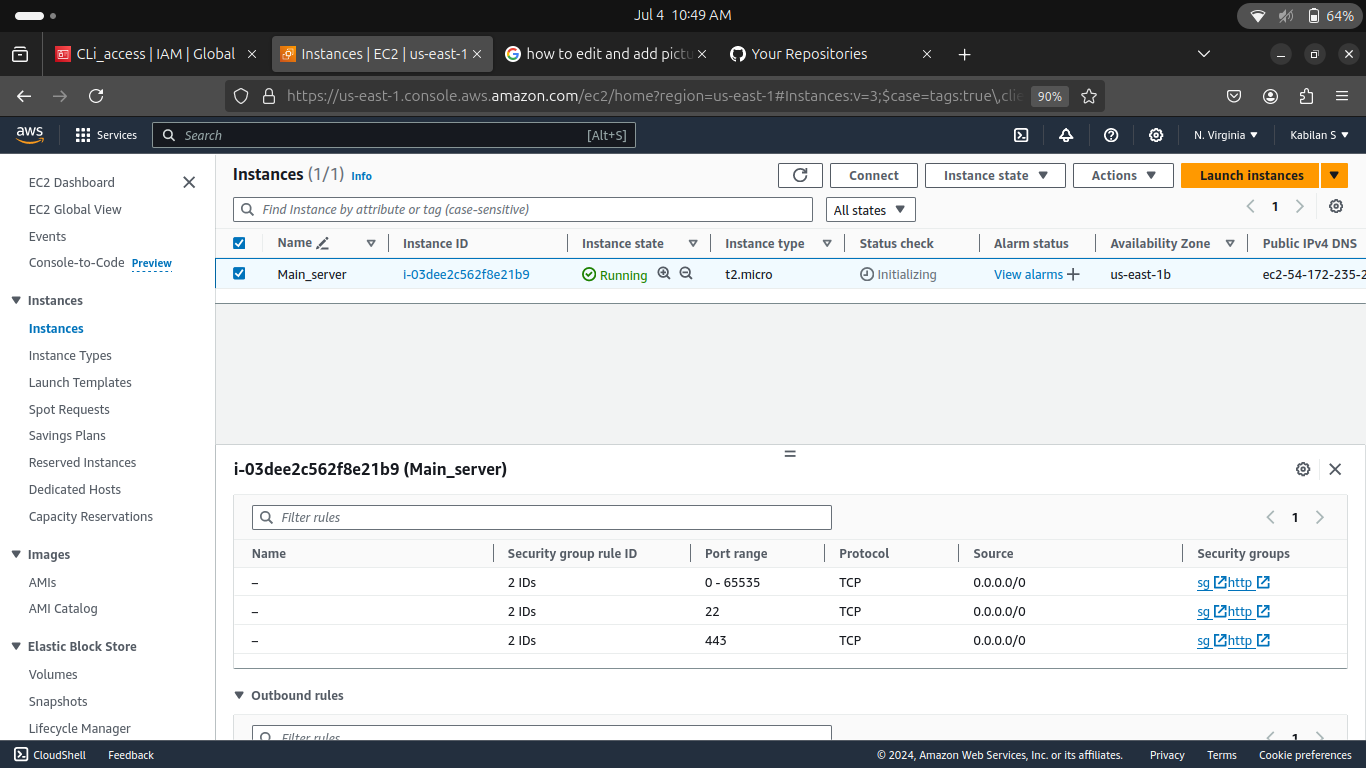 Jul 4 10:49 AM
64%
CLi_access | IAM | Global
Instances | EC2 | us-east-1
how to edit and add pictu
Your Repositories
https://us-east-1.console.aws.amazon.com/ec2/home?region=us-east-1#Instances:v=3;$case=tags:true\,clie
90%
aws
Services
Search
[Alt+S]
N. Virginia
Kabilan S
EC2 Dashboard
EC2 Global View
Events
Console-to-Code Preview
Instances
Instances
Instance Types
Launch Templates
Spot Requests
Savings Plans
Reserved Instances
Dedicated Hosts
Capacity Reservations
Images
AMIs
AMI Catalog
Elastic Block Store
Volumes
Snapshots
Lifecycle Manager
Instances (1/1) Info
Connect
Instance state
Actions
Launch instances
Find Instance by attribute or tag (case-sensitive)
All states
1
Name Instance ID Instance state Instance type Status check Alarm status Availability Zone Public IPv4 DNS
Main_server i-03dee2c562f8e21b9 Running t2.micro Initializing View alarms us-east-1b ec2-54-172-235-2
i-03dee2c562f8e21b9 (Main_server)
Filter rules
1
Name Security group rule ID Port range Protocol Source Security groups
– 2 IDs 0 - 65535 TCP 0.0.0.0/0 sg http
– 2 IDs 22 TCP 0.0.0.0/0 sg http
– 2 IDs 443 TCP 0.0.0.0/0 sg http
Outbound rules
Filter rules
1
CloudShell
Feedback
© 2024, Amazon Web Services, Inc. or its affiliates.
Privacy
Terms
Cookie preferences